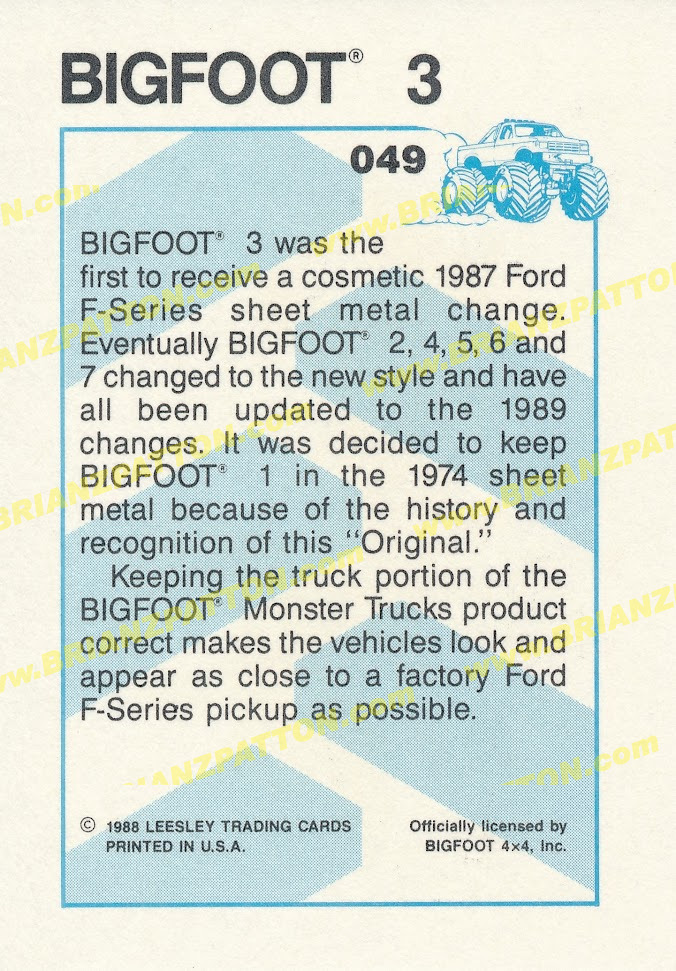 BIGFOOT® 3
049
BIGFOOT® 3 was the
first to receive a cosmetic 1987 Ford
F-Series sheet metal change.
Eventually BIGFOOT® 2, 4, 5, 6 and
7 changed to the new style and have
all been updated to the 1989
changes. It was decided to keep
BIGFOOT® 1 in the 1974 sheet
metal because of the history and
recognition of this “Original.”
Keeping the truck portion of the
BIGFOOT® Monster Trucks product
correct makes the vehicles look and
appear as close to a factory Ford
F-Series pickup as possible.
© 1988 LEESLEY TRADING CARDS
PRINTED IN U.S.A.
Officially licensed by
BIGFOOT 4×4, Inc.
www.BRIANZPATTON.com